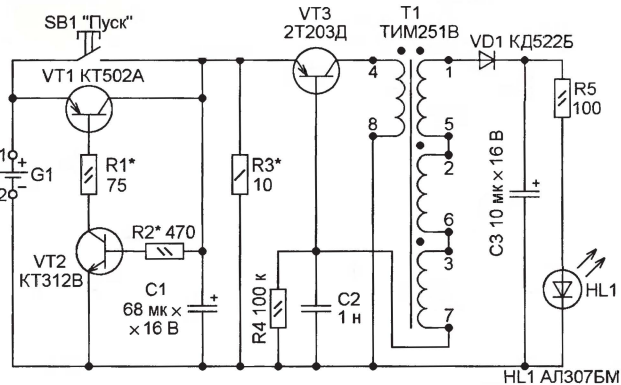 SB1 "Пуск"
VT1 КТ502А
VT3
2Т203Д
T1
ТИМ251В
VD1 КД522Б
4
1
R5
100
8
5
2
1
+
G1
2
−
R1*
75
R3*
10
C3 10 мк × 16 В
+
VT2
КТ312В
R2* 470
6
3
C1
68 мк ×
× 16 В
+
R4 100 к
C2
1 н
7
HL1
HL1 АЛ307БМ